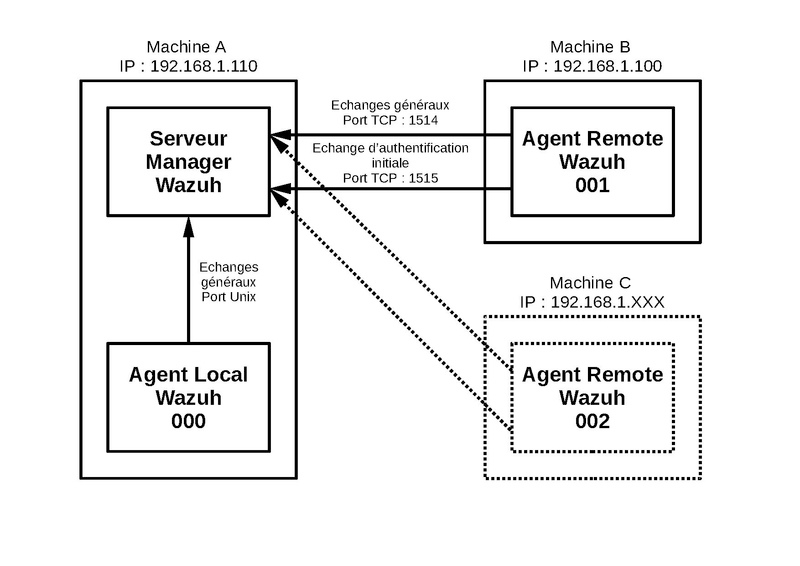 Machine A
IP : 192.168.1.110
Serveur
Manager
Wazuh
Echanges
généraux
Port Unix
Agent Local
Wazuh
000
Echanges généraux
Port TCP : 1514
Echange d'authentification
initiale
Port TCP : 1515
Machine B
IP : 192.168.1.100
Agent Remote
Wazuh
001
Machine C
IP : 192.168.1.XXX
Agent Remote
Wazuh
002